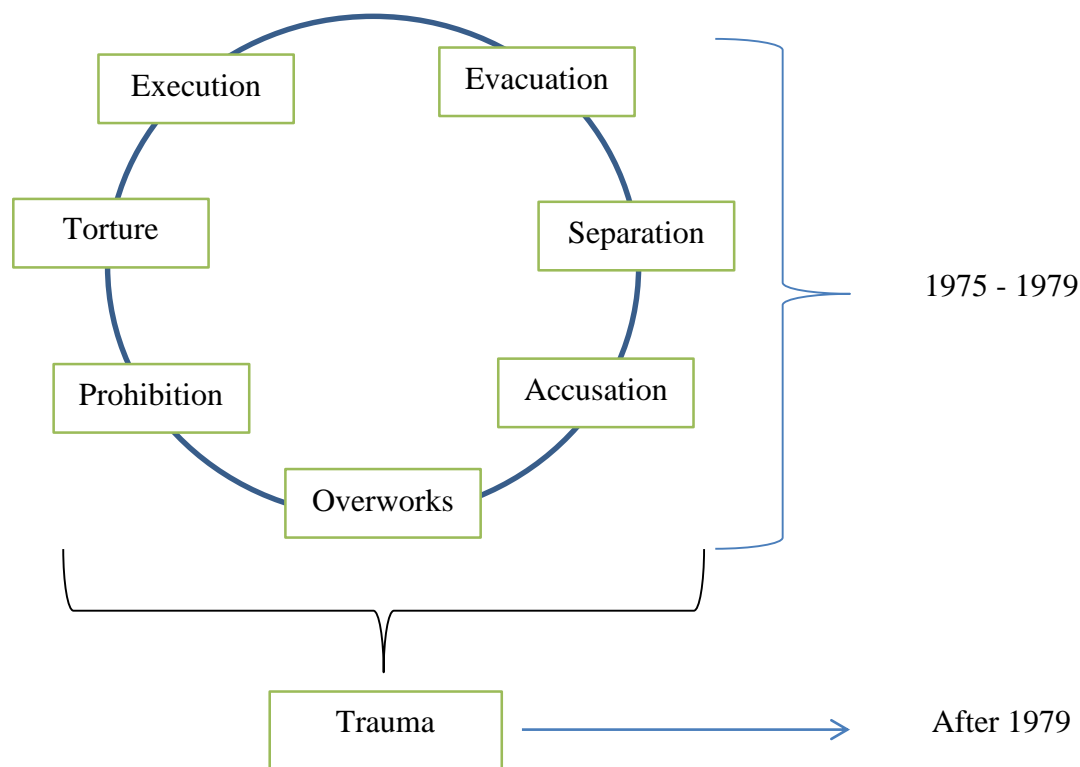 Execution
Evacuation
Torture
Separation
1975 - 1979
Prohibition
Accusation
Overworks
Trauma
After 1979